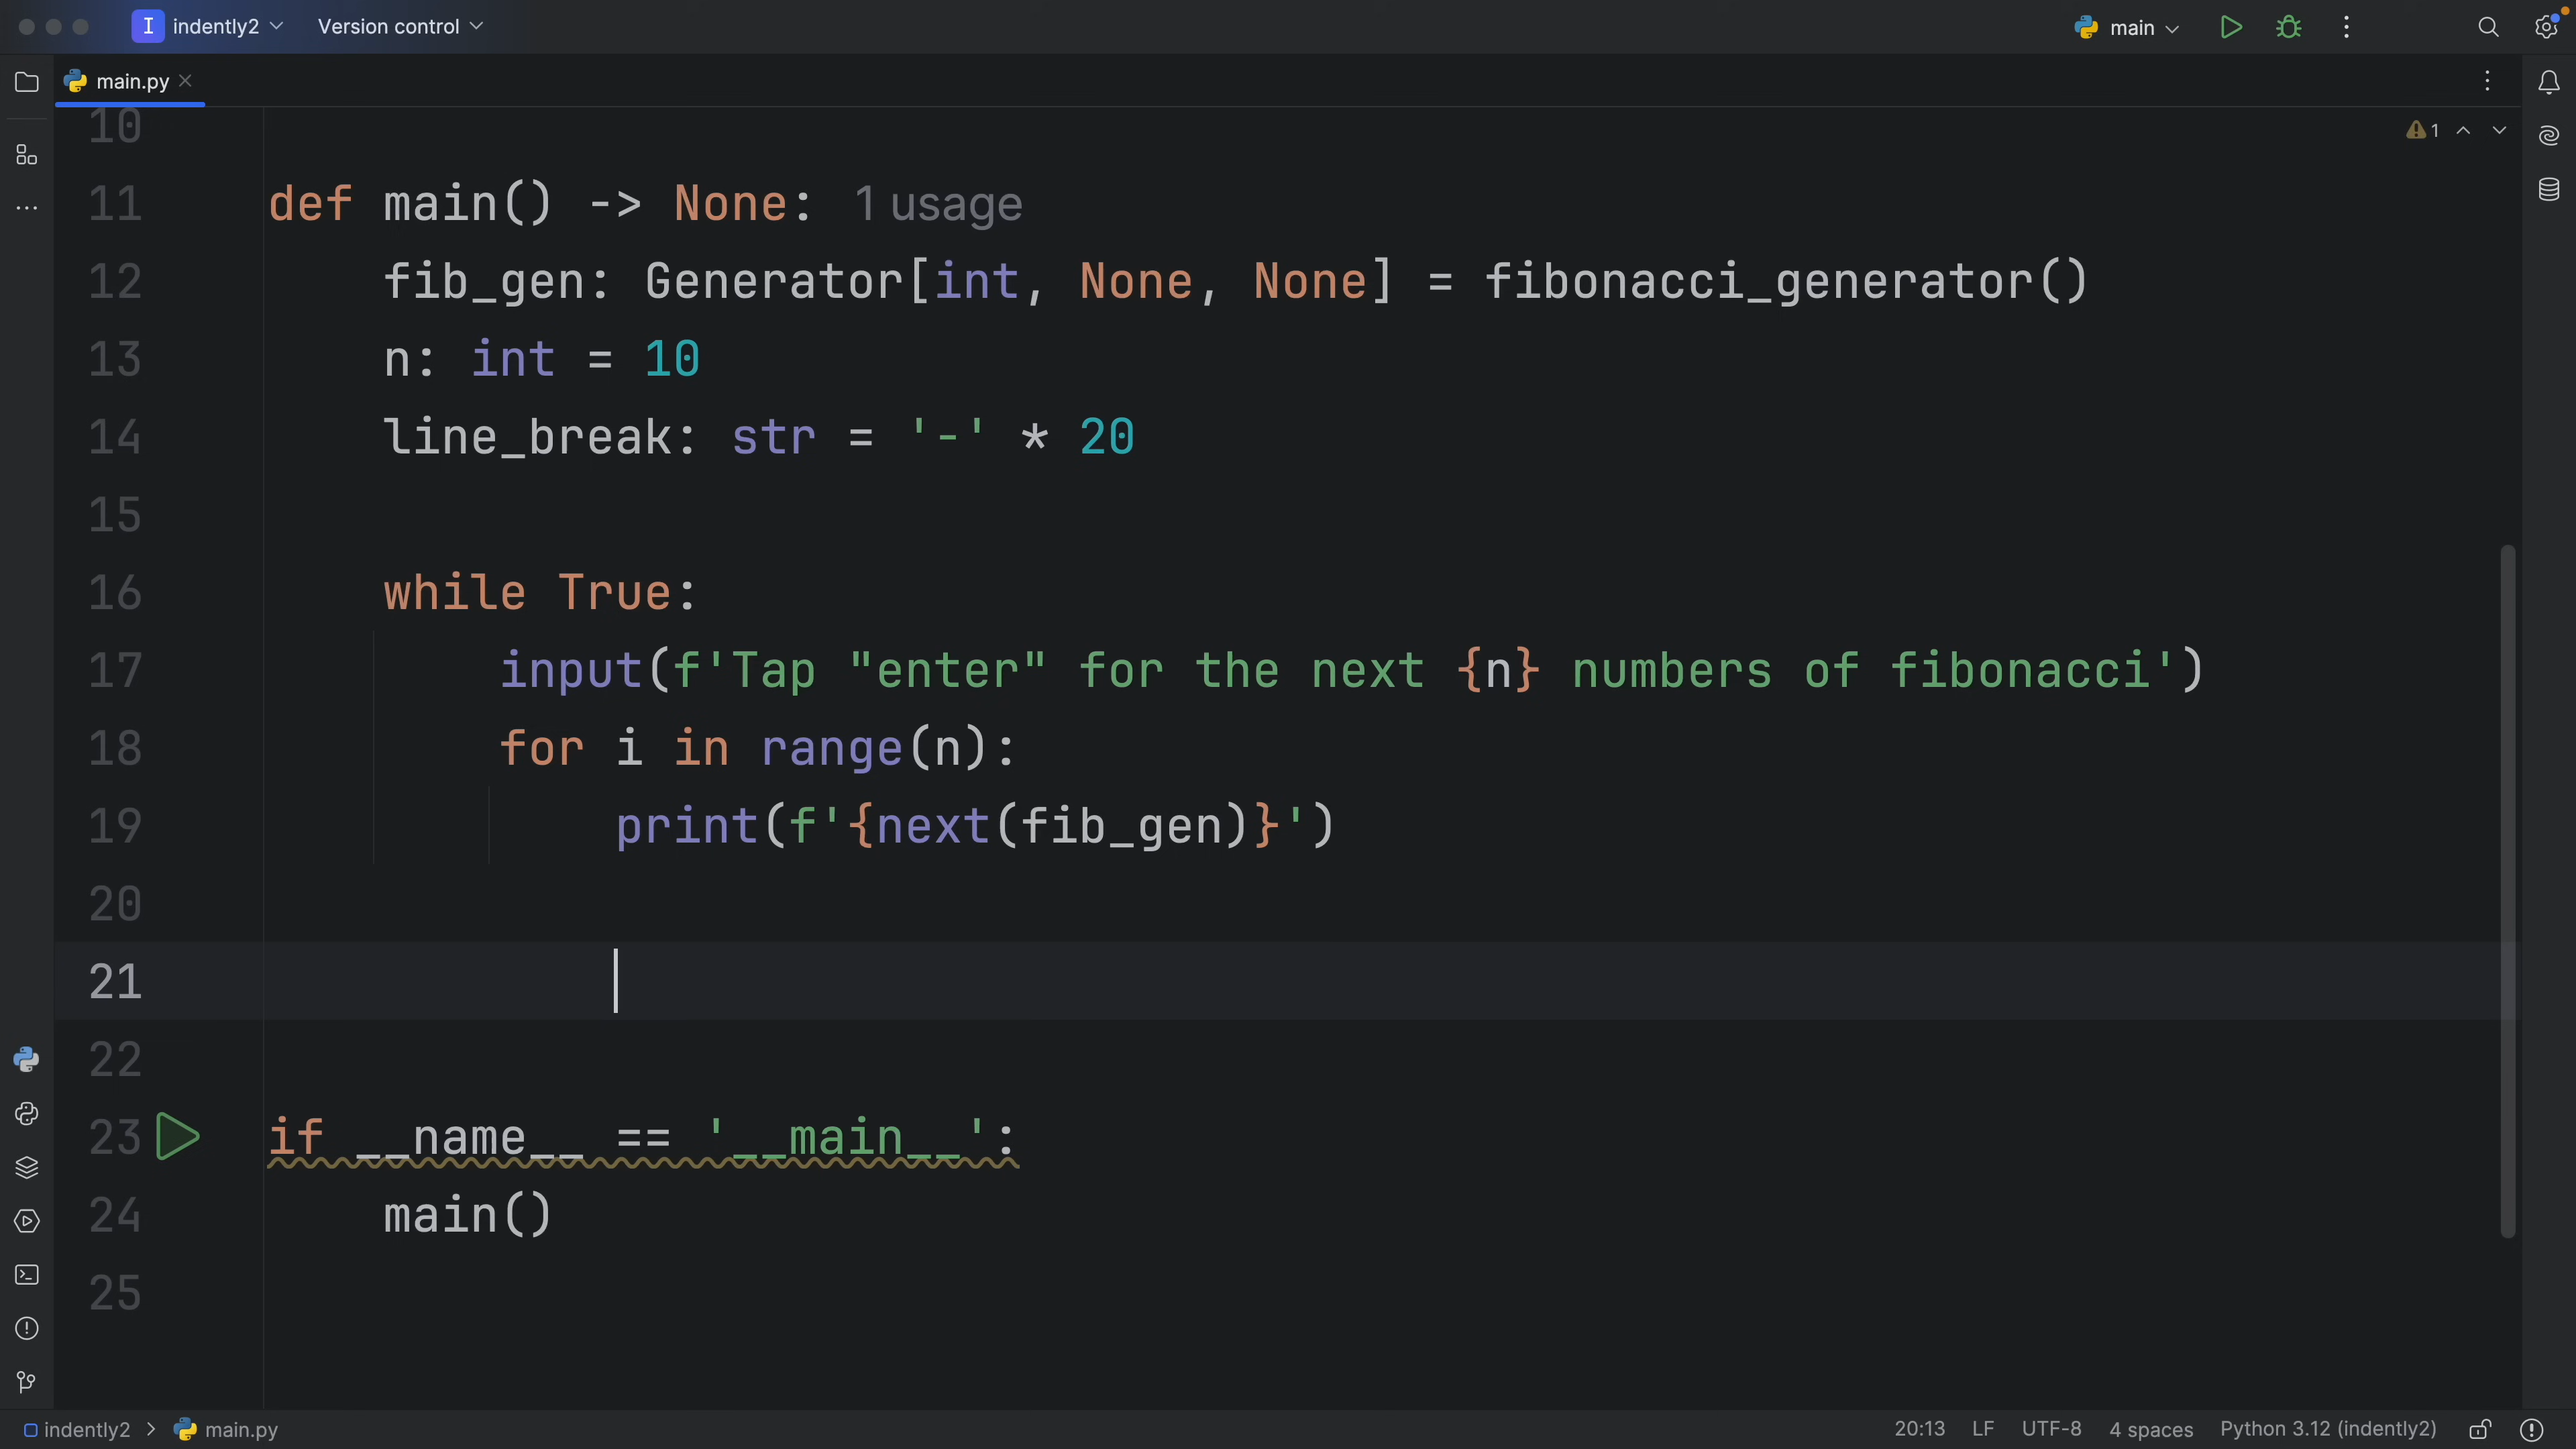 I indently2 Version control main
main.py
10
1
11 def main() -> None: 1 usage
12 fib_gen: Generator[int, None, None] = fibonacci_generator()
13 n: int = 10
14 line_break: str = '-' * 20
15
16 while True:
17 input(f'Tap "enter" for the next {n} numbers of fibonacci')
18 for i in range(n):
19 print(f'{next(fib_gen)}')
20
21
22
23 if __name__ == '__main__':
24 main()
25
indently2 > main.py 20:13 LF UTF-8 4 spaces Python 3.12 (indently2)